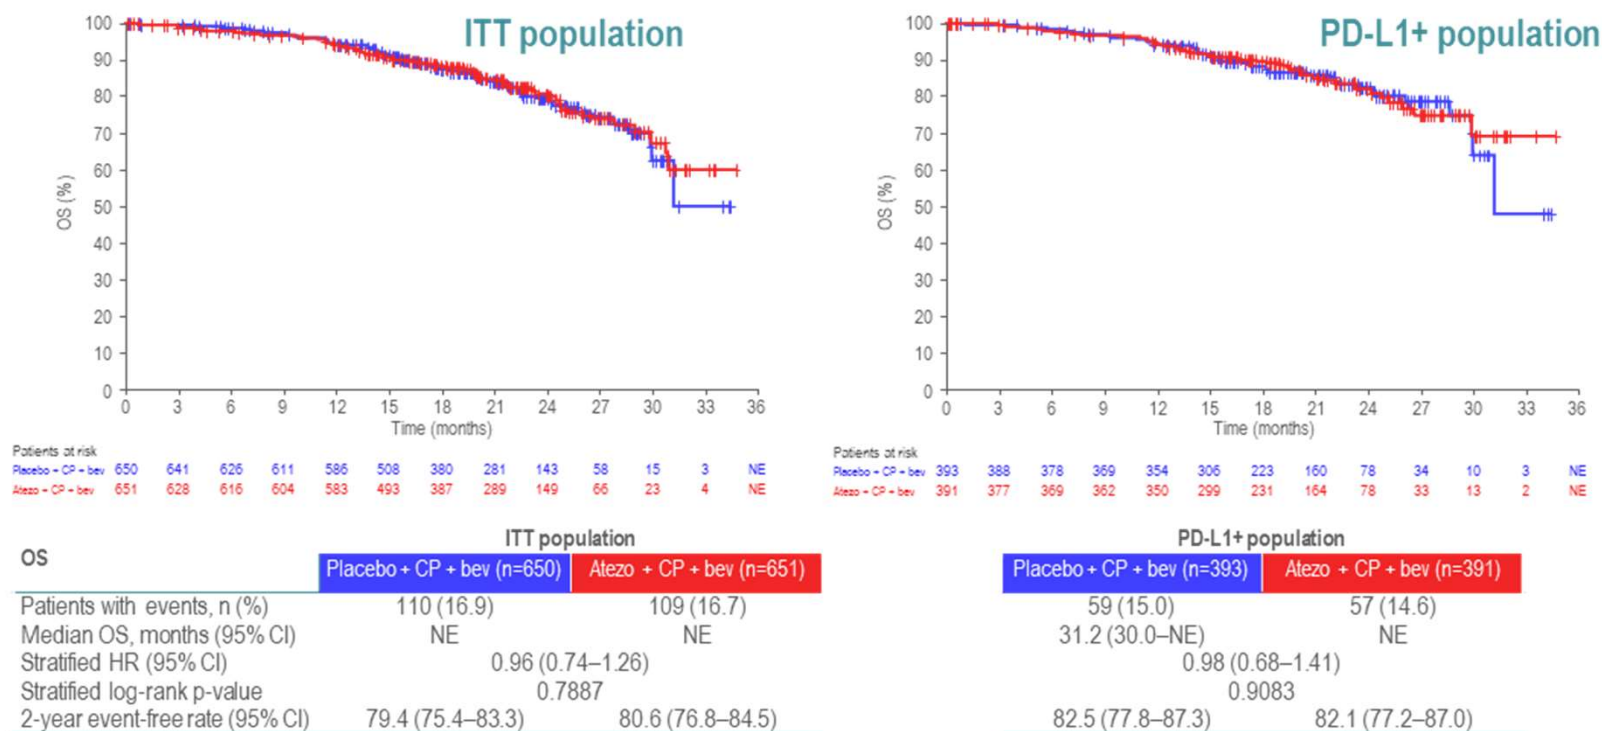 ITT population
PD-L1+ population
100
90
80
70
60
50
40
30
20
10
0
OS (%)
0 3 6 9 12 15 18 21 24 27 30 33 36
Time (months)
100
90
80
70
60
50
40
30
20
10
0
OS (%)
0 3 6 9 12 15 18 21 24 27 30 33 36
Time (months)
Patients at risk
Placebo + CP + bev 650 641 626 611 586 508 380 281 143 58 15 3 NE
Atezo + CP + bev 651 628 616 604 583 493 387 289 149 66 23 4 NE
Patients at risk
Placebo + CP + bev 393 388 378 369 354 306 223 160 78 34 10 3 NE
Atezo + CP + bev 391 377 369 362 350 299 231 164 78 33 13 2 NE
ITT population PD-L1+ population
OS Placebo + CP + bev (n=650) Atezo + CP + bev (n=651) Placebo + CP + bev (n=393) Atezo + CP + bev (n=391)
Patients with events, n (%) 110 (16.9) 109 (16.7) 59 (15.0) 57 (14.6)
Median OS, months (95% CI) NE NE 31.2 (30.0–NE) NE
Stratified HR (95% CI) 0.96 (0.74–1.26) 0.98 (0.68–1.41)
Stratified log-rank p-value 0.7887 0.9083
2-year event-free rate (95% CI) 79.4 (75.4–83.3) 80.6 (76.8–84.5) 82.5 (77.8–87.3) 82.1 (77.2–87.0)